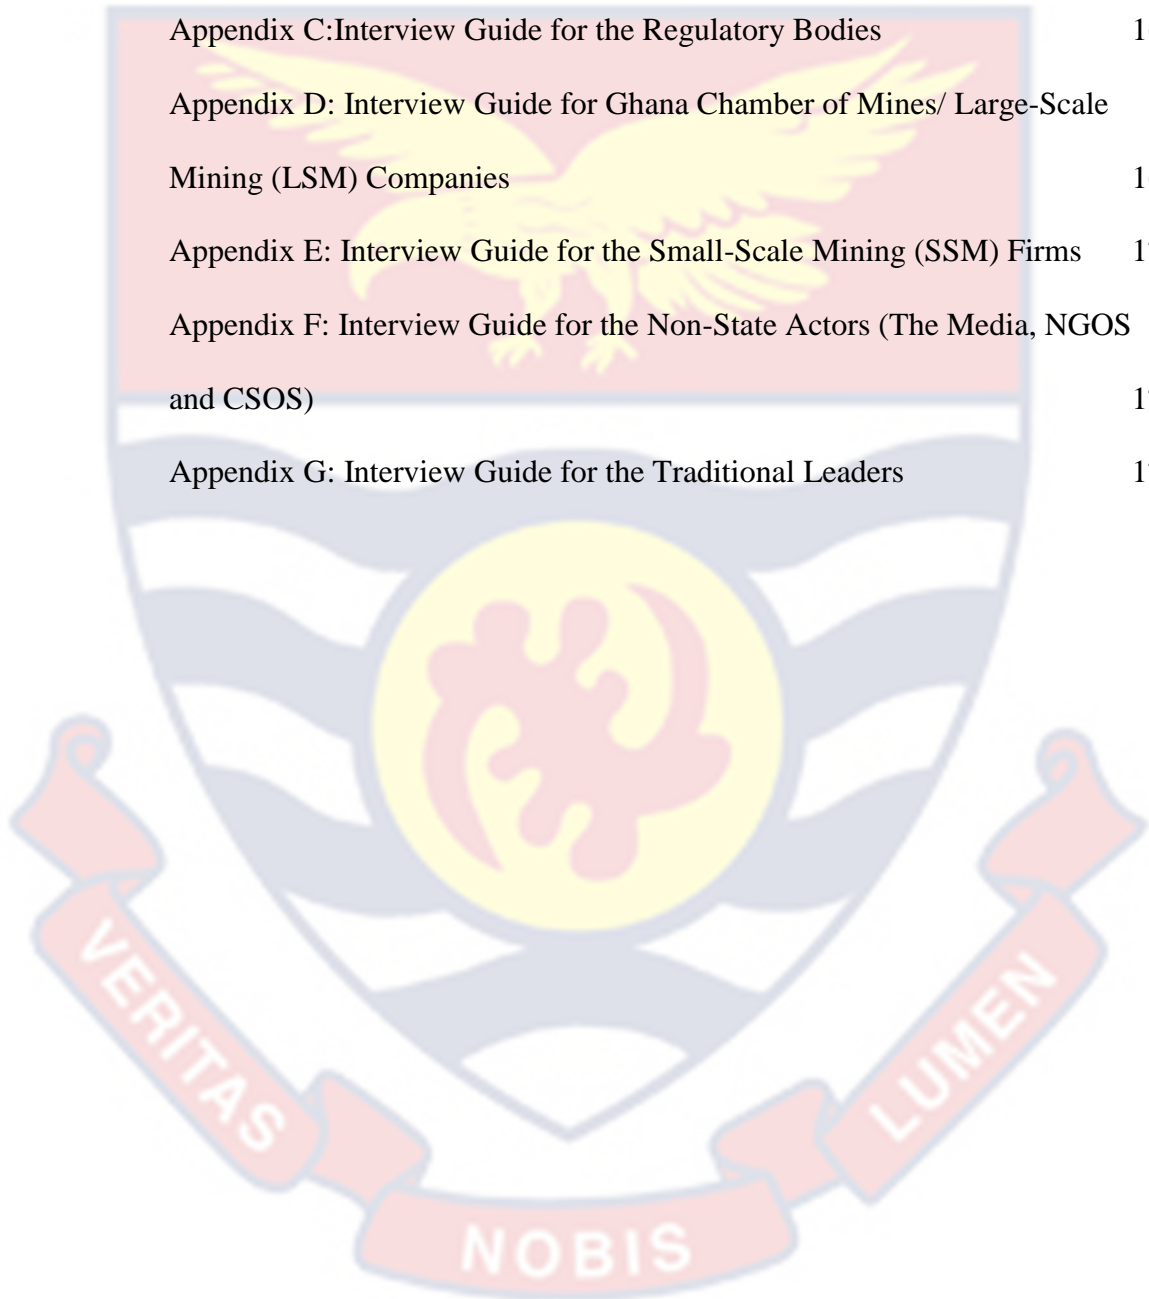 Appendix C:Interview Guide for the Regulatory Bodies
Appendix D: Interview Guide for Ghana Chamber of Mines/ Large-Scale
Mining (LSM) Companies
Appendix E: Interview Guide for the Small-Scale Mining (SSM) Firms
Appendix F: Interview Guide for the Non-State Actors (The Media, NGOS
and CSOS)
Appendix G: Interview Guide for the Traditional Leaders
VERITAS
NOBIS
LUMEN